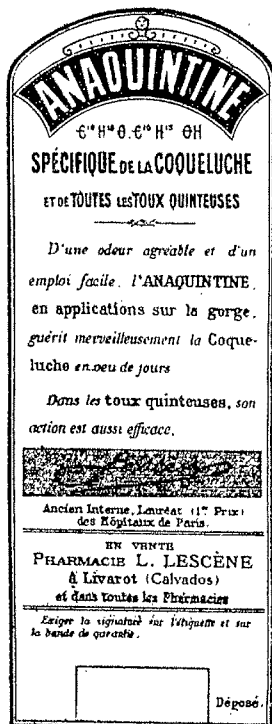 ANAQUINTINE
C¹⁰H¹⁶O.C¹⁰H¹⁵ OH
SPÉCIFIQUE DE LA COQUELUCHE
ET DE TOUTES LES TOUX QUINTEUSES
D'une odeur agréable et d'un
emploi facile, l'ANAQUINTINE,
en applications sur la gorge,
guérit merveilleusement la Coque-
luche en peu de jours
Dans les toux quinteuses, son
action est aussi efficace.
Ancien Interne, Lauréat (1er Prix)
des Hôpitaux de Paris.
EN VENTE
PHARMACIE L. LESCÈNE
à Livarot (Calvados)
et dans toutes les Pharmacies
Exiger la signature sur l'étiquette et sur
la bande de garantie.
Déposé.